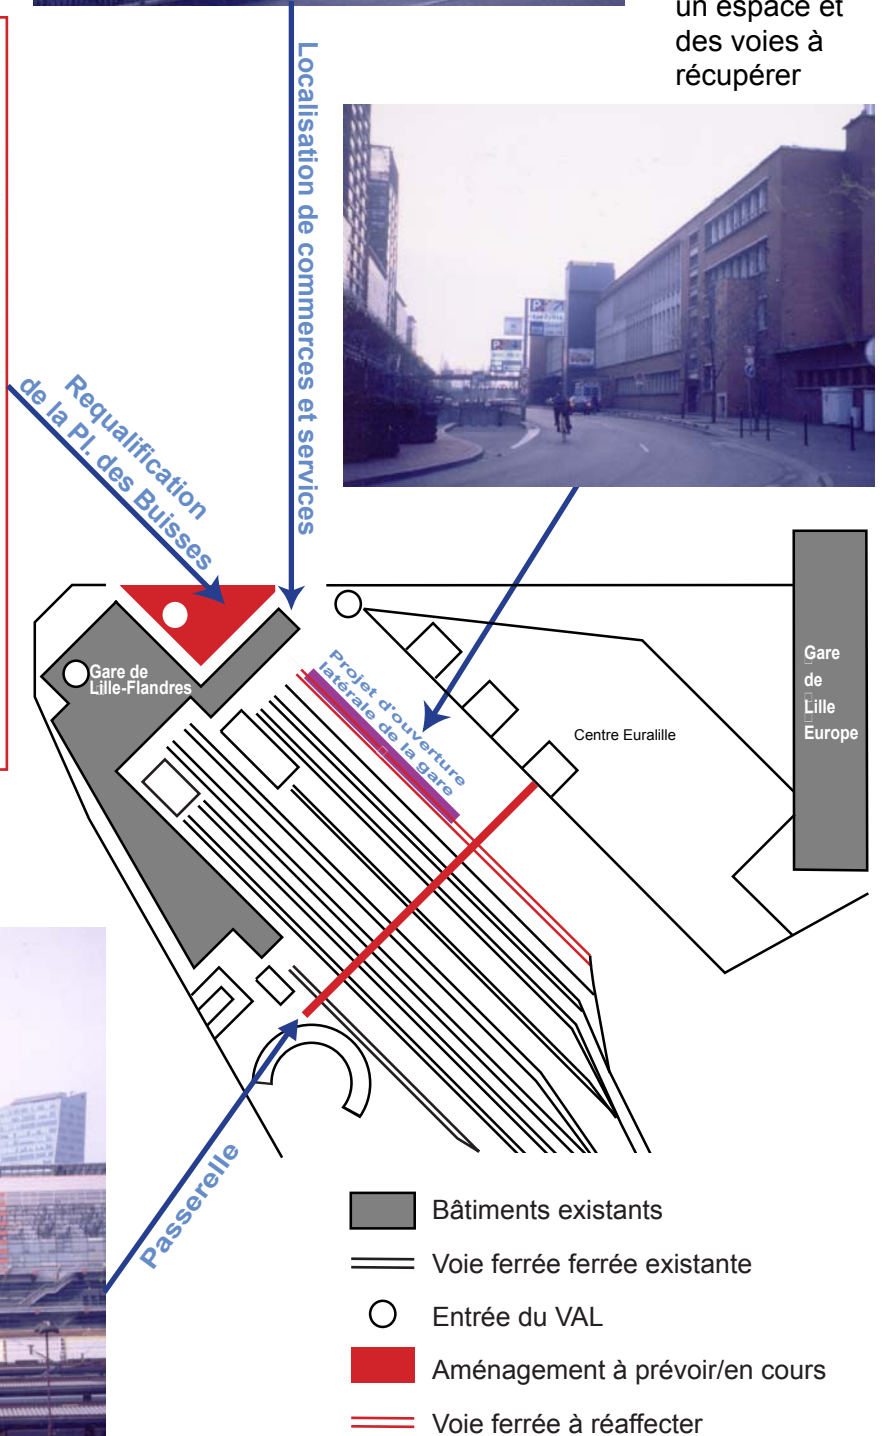 un espace et
des voies à
récupérer
Localisation de commerces et services
Requalification
de la Pl. des Buisses
P
Gare de
Lille-Flandres
Projet d'ouverture
latérale de la gare
Centre Euralille
Gare
de
Lille
Europe
Passerelle
Bâtiments existants
Voie ferrée ferrée existante
Entrée du VAL
Aménagement à prévoir/en cours
Voie ferrée à réaffecter